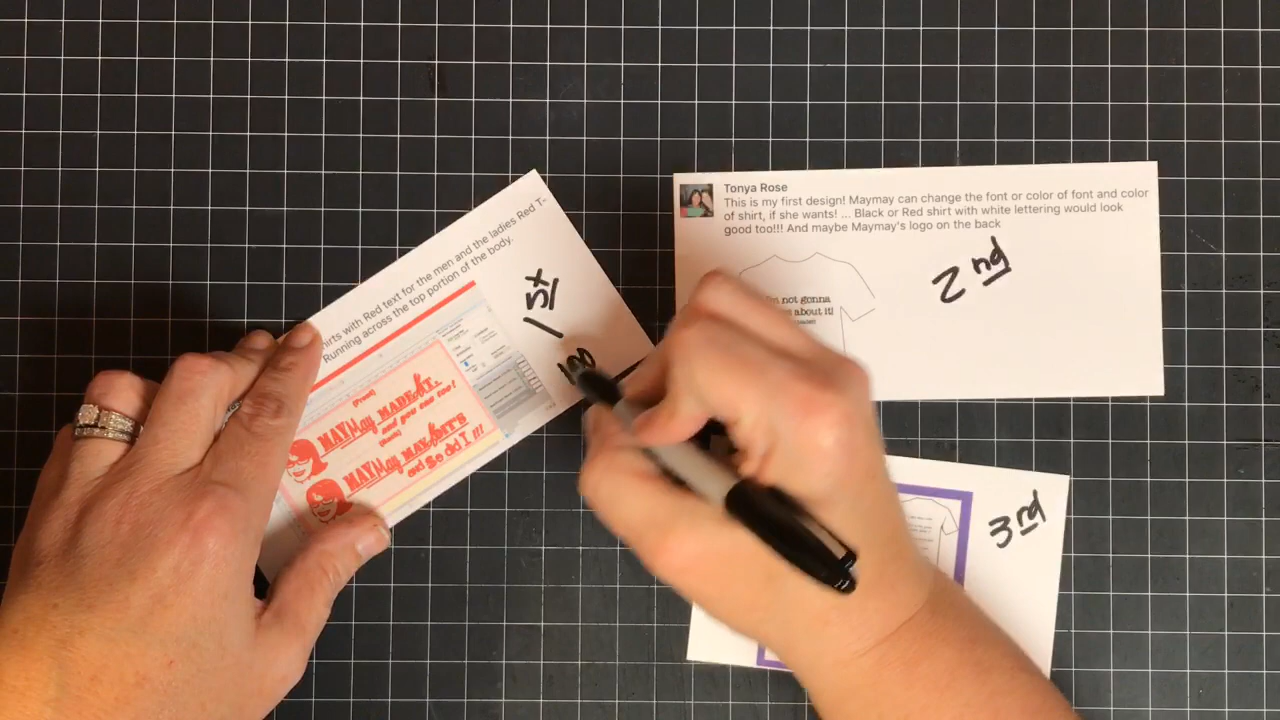 hirts with Red text for the men and the ladies Red T-
Running across the top portion of the body.
1st
100
(Front)
MAYMay MADE It.
and you can too!
(Back)
MAYMay MADE It's
and So did I !!!
Tonya Rose
This is my first design! Maymay can change the font or color of font and color
of shirt, if she wants! ... Black or Red shirt with white lettering would look
good too!!! And maybe Maymay's logo on the back
2nd
I'm not gonna
about it!
3rd